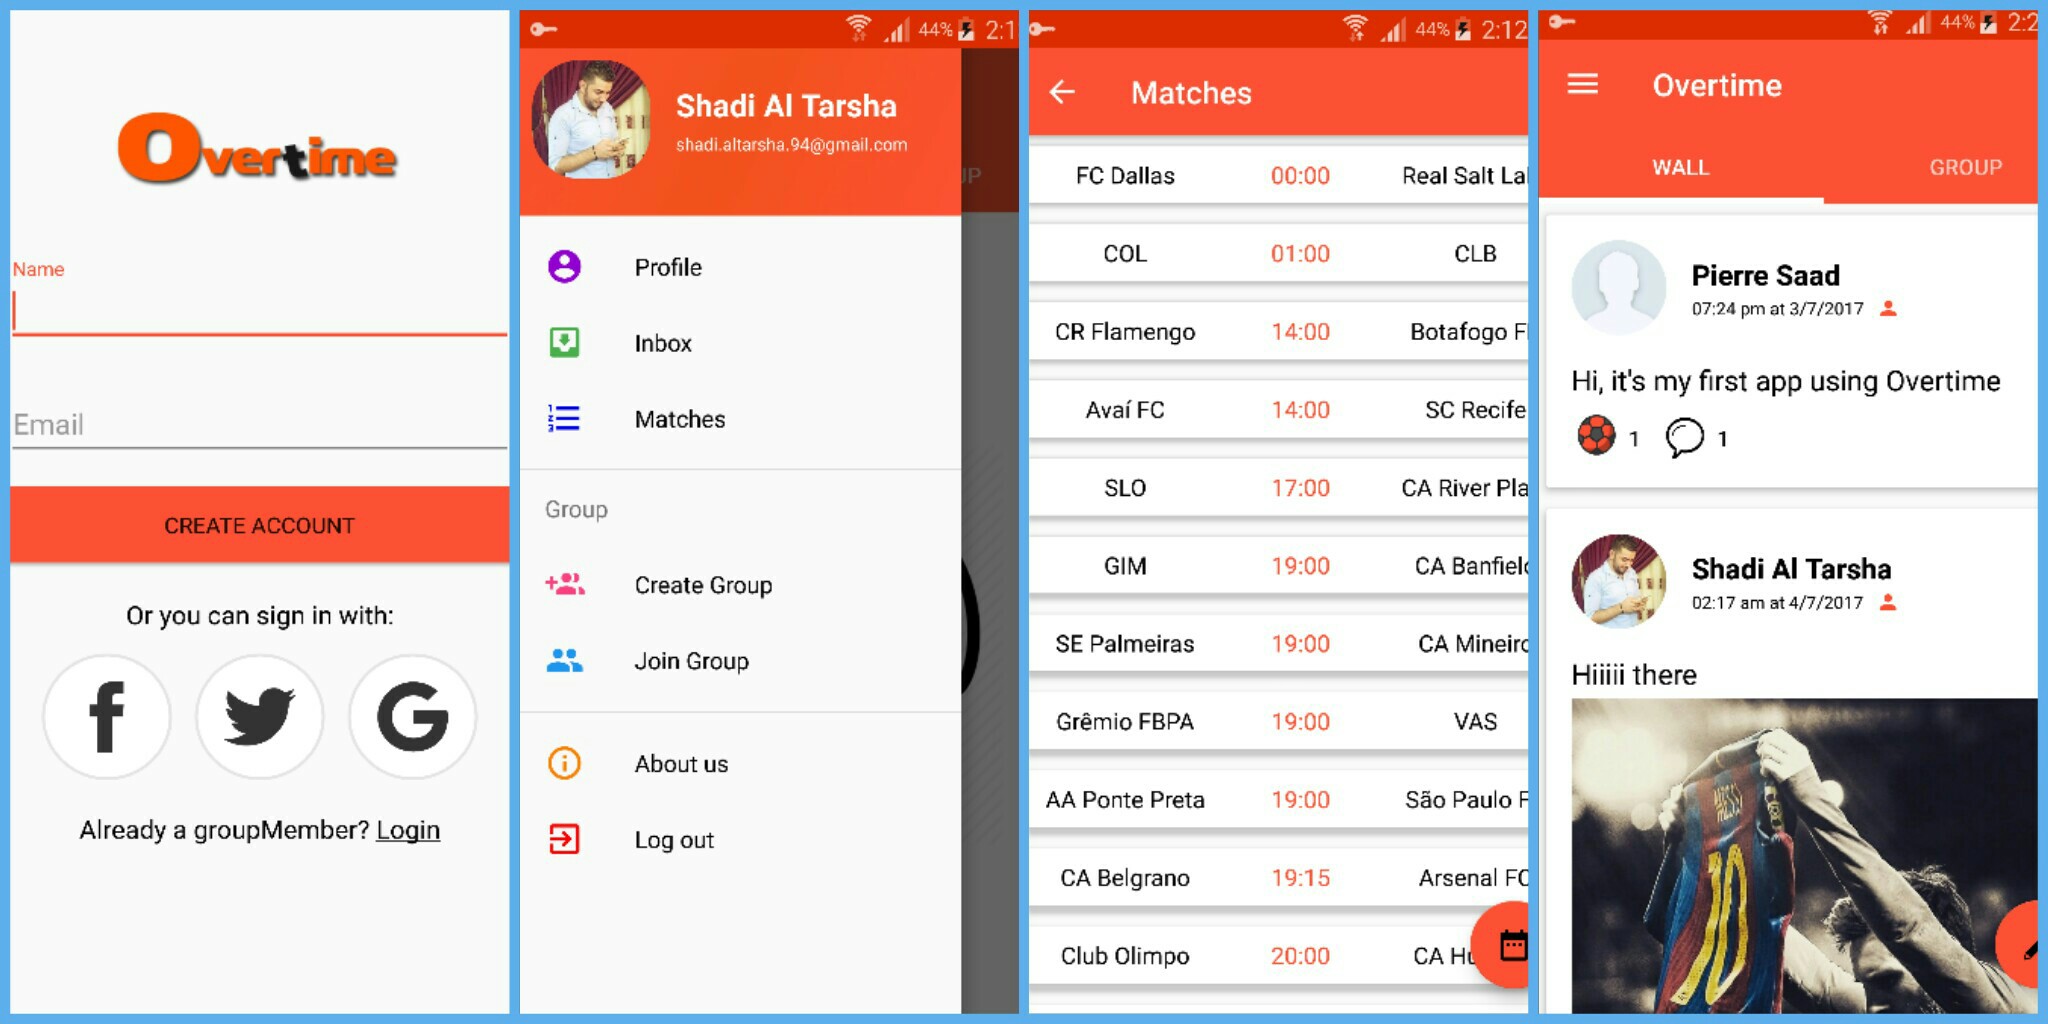 Overtime
Name
Email
CREATE ACCOUNT
Or you can sign in with:
f
G
Already a groupMember? Login
44% 2:1
Shadi Al Tarsha
shadi.altarsha.94@gmail.com
UP
Profile
Inbox
Matches
Group
Create Group
Join Group
About us
Log out
44% 2:12
Matches
FC Dallas 00:00 Real Salt Lal
COL 01:00 CLB
CR Flamengo 14:00 Botafogo F
Avaí FC 14:00 SC Recife
SLO 17:00 CA River Pla
GIM 19:00 CA Banfiel
SE Palmeiras 19:00 CA Mineiro
Grêmio FBPA 19:00 VAS
AA Ponte Preta 19:00 São Paulo F
CA Belgrano 19:15 Arsenal FC
Club Olimpo 20:00 CA Hu
44% 2:2
Overtime
WALL GROUP
Pierre Saad
07:24 pm at 3/7/2017
Hi, it's my first app using Overtime
1 1
Shadi Al Tarsha
02:17 am at 4/7/2017
Hiiiii there
MESSI
10